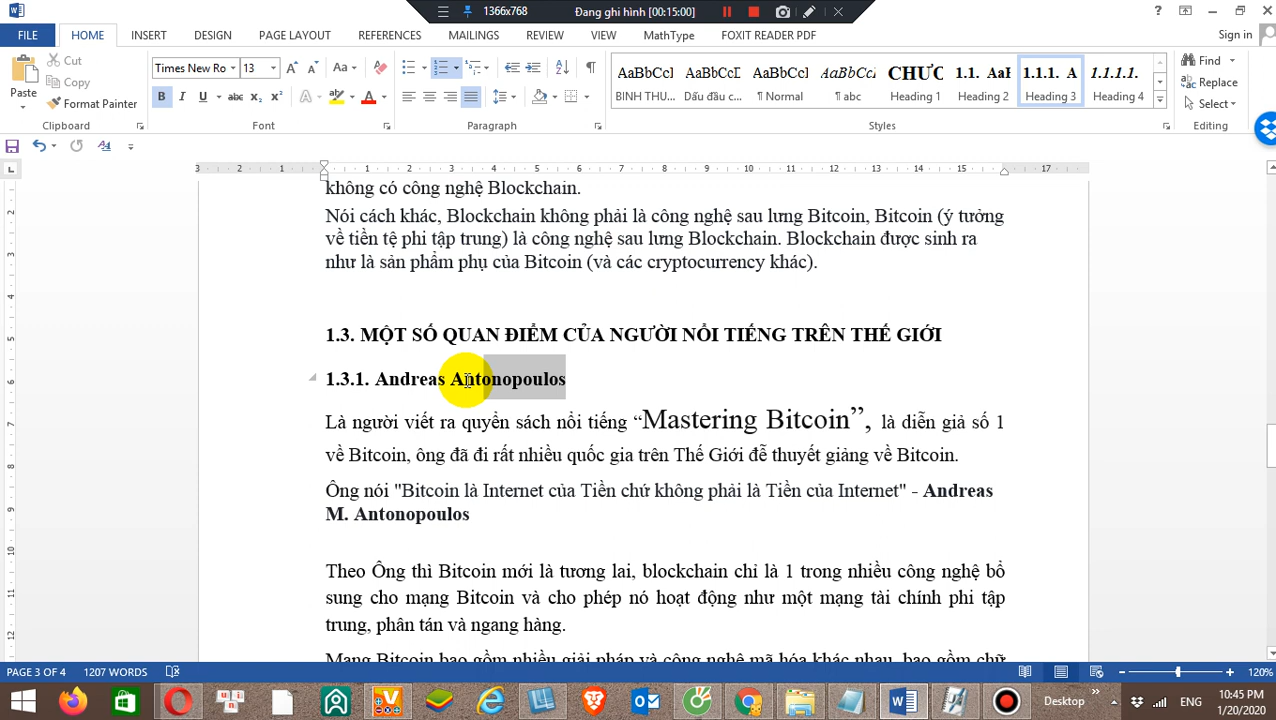 1366x768
Đang ghi hình [00:15:00]
FILE
HOME
INSERT
DESIGN
PAGE LAYOUT
REFERENCES
MAILINGS
REVIEW
VIEW
MathType
FOXIT READER PDF
Sign in
Paste
Cut
Copy
Format Painter
Clipboard
Times New Ro
13
Font
Paragraph
AaBbCcI
BINH THU...
AaBbCcD
Dấu đầu c...
AaBbCcI
¶ Normal
AaBbCcI
¶ abc
CHƯC
Heading 1
1.1. AaI
Heading 2
1.1.1. A
Heading 3
1.1.1.1.
Heading 4
Styles
Find
Replace
Select
Editing
không có công nghệ Blockchain.
Nói cách khác, Blockchain không phải là công nghệ sau lưng Bitcoin, Bitcoin (ý tưởng
về tiền tệ phi tập trung) là công nghệ sau lưng Blockchain. Blockchain được sinh ra
như là sản phẩm phụ của Bitcoin (và các cryptocurrency khác).
1.3. MỘT SỐ QUAN ĐIỂM CỦA NGƯỜI NỔI TIẾNG TRÊN THẾ GIỚI
1.3.1. Andreas Antonopoulos
Là người viết ra quyển sách nổi tiếng “Mastering Bitcoin”, là diễn giả số 1
về Bitcoin, ông đã đi rất nhiều quốc gia trên Thế Giới để thuyết giảng về Bitcoin.
Ông nói "Bitcoin là Internet của Tiền chứ không phải là Tiền của Internet" - Andreas
M. Antonopoulos
Theo Ông thì Bitcoin mới là tương lai, blockchain chỉ là 1 trong nhiều công nghệ bổ
sung cho mạng Bitcoin và cho phép nó hoạt động như một mạng tài chính phi tập
trung, phân tán và ngang hàng.
Mạng Bitcoin bao gồm nhiều giải pháp và công nghệ mã hóa khác nhau, bao gồm chữ
PAGE 3 OF 4
1207 WORDS
120%
Desktop
ENG
10:45 PM
1/20/2020